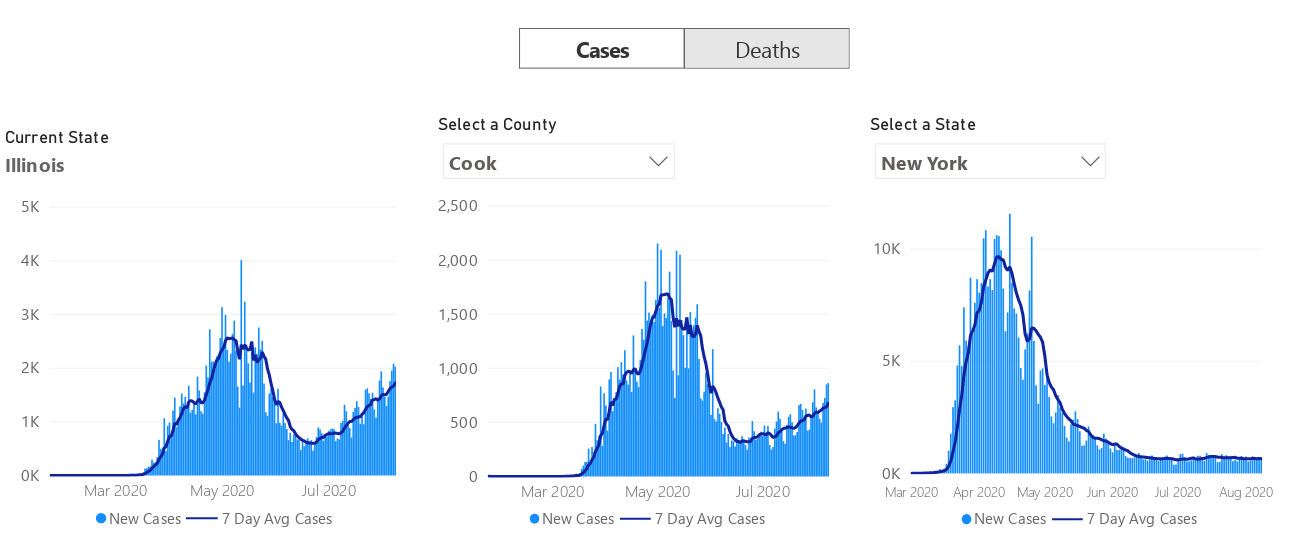 Cases Deaths
Current State
Illinois
5K
4K
3K
2K
1K
0K
Mar 2020 May 2020 Jul 2020
New Cases 7 Day Avg Cases
Select a County
Cook
2,500
2,000
1,500
1,000
500
0
Mar 2020 May 2020 Jul 2020
New Cases 7 Day Avg Cases
Select a State
New York
10K
5K
0K
Mar 2020 Apr 2020 May 2020 Jun 2020 Jul 2020 Aug 2020
New Cases 7 Day Avg Cases